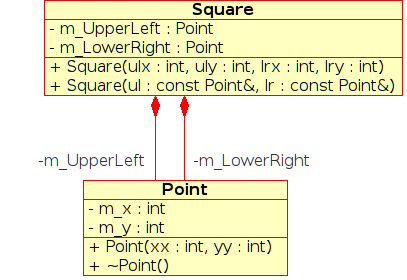 Square
- m_UpperLeft : Point
- m_LowerRight : Point
+ Square(ulx : int, uly : int, lrx : int, lry : int)
+ Square(ul : const Point&, lr : const Point&)
-m_UpperLeft
-m_LowerRight
Point
- m_x : int
- m_y : int
+ Point(xx : int, yy : int)
+ ~Point()